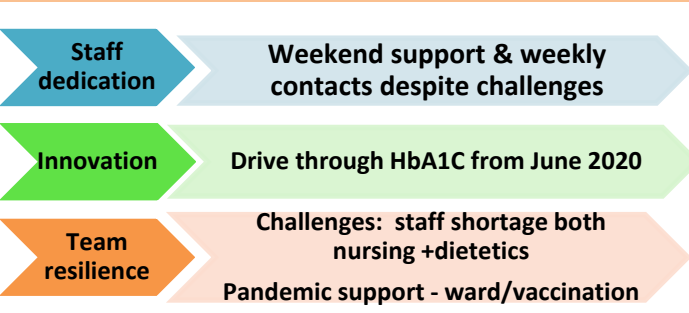 Staff
dedication
Weekend support & weekly
contacts despite challenges
Innovation
Drive through HbA1C from June 2020
Team
resilience
Challenges:  staff shortage both
nursing +dietetics
Pandemic support - ward/vaccination